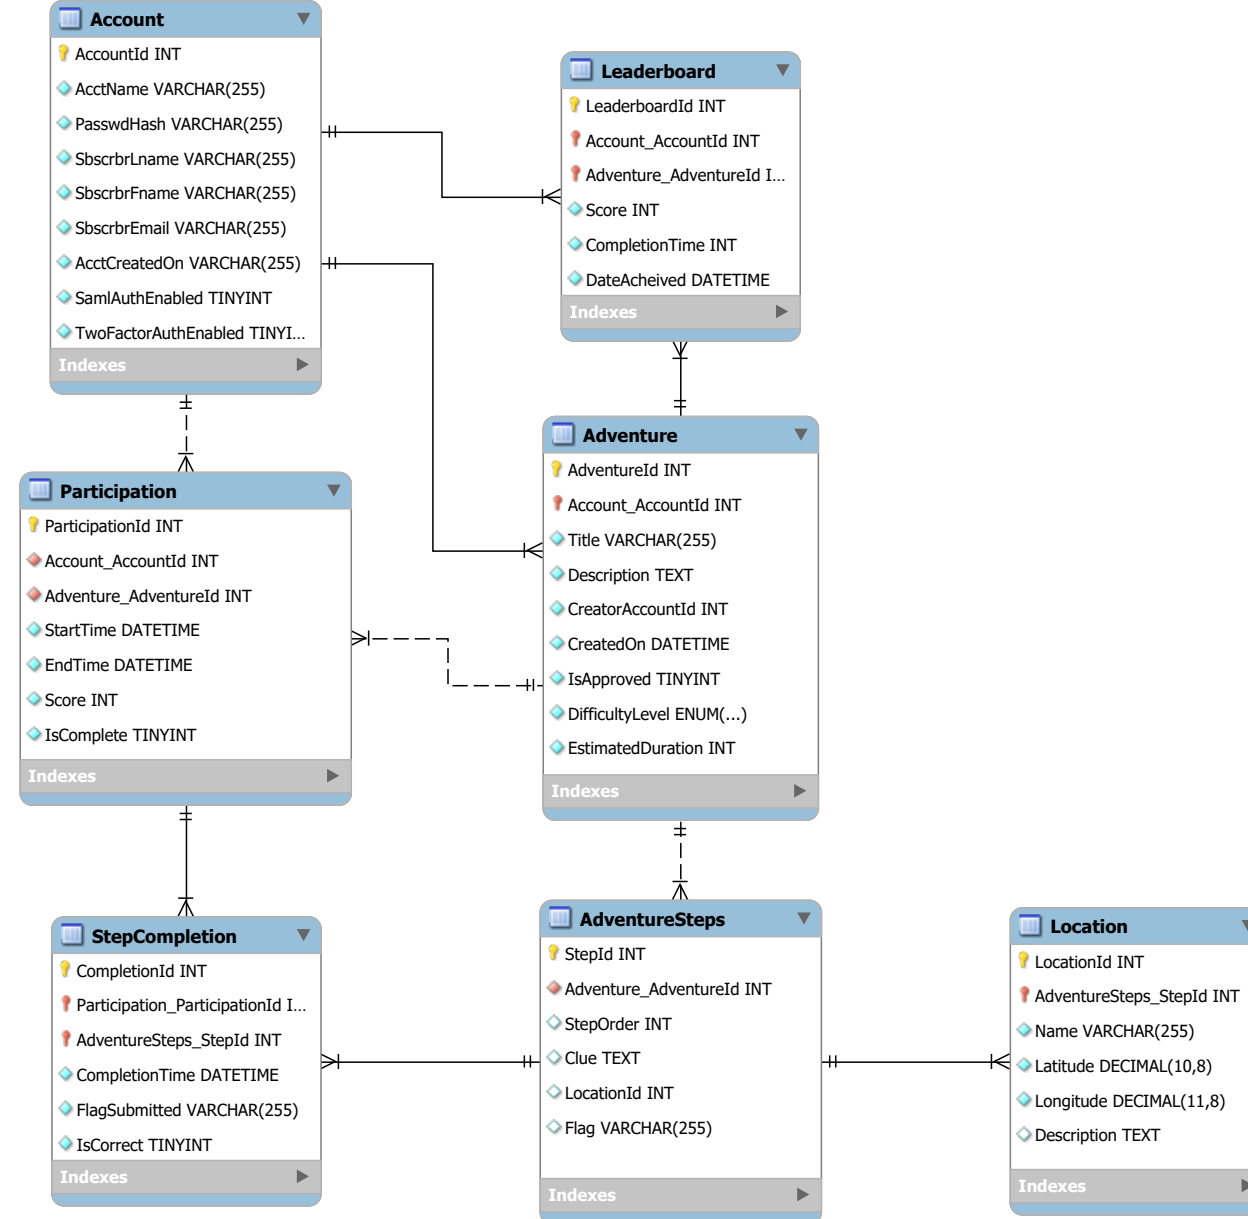 Account
AccountId INT
AcctName VARCHAR(255)
PasswdHash VARCHAR(255)
SbscrbrLname VARCHAR(255)
SbscrbrFname VARCHAR(255)
SbscrbrEmail VARCHAR(255)
AcctCreatedOn VARCHAR(255)
SamlAuthEnabled TINYINT
TwoFactorAuthEnabled TINYI...
Indexes
Leaderboard
LeaderboardId INT
Account_AccountId INT
Adventure_AdventureId I...
Score INT
CompletionTime INT
DateAcheived DATETIME
Indexes
Participation
ParticipationId INT
Account_AccountId INT
Adventure_AdventureId INT
StartTime DATETIME
EndTime DATETIME
Score INT
IsComplete TINYINT
Indexes
Adventure
AdventureId INT
Account_AccountId INT
Title VARCHAR(255)
Description TEXT
CreatorAccountId INT
CreatedOn DATETIME
IsApproved TINYINT
DifficultyLevel ENUM(...)
EstimatedDuration INT
Indexes
StepCompletion
CompletionId INT
Participation_ParticipationId I...
AdventureSteps_StepId INT
CompletionTime DATETIME
FlagSubmitted VARCHAR(255)
IsCorrect TINYINT
Indexes
AdventureSteps
StepId INT
Adventure_AdventureId INT
StepOrder INT
Clue TEXT
LocationId INT
Flag VARCHAR(255)
Indexes
Location
LocationId INT
AdventureSteps_StepId INT
Name VARCHAR(255)
Latitude DECIMAL(10,8)
Longitude DECIMAL(11,8)
Description TEXT
Indexes